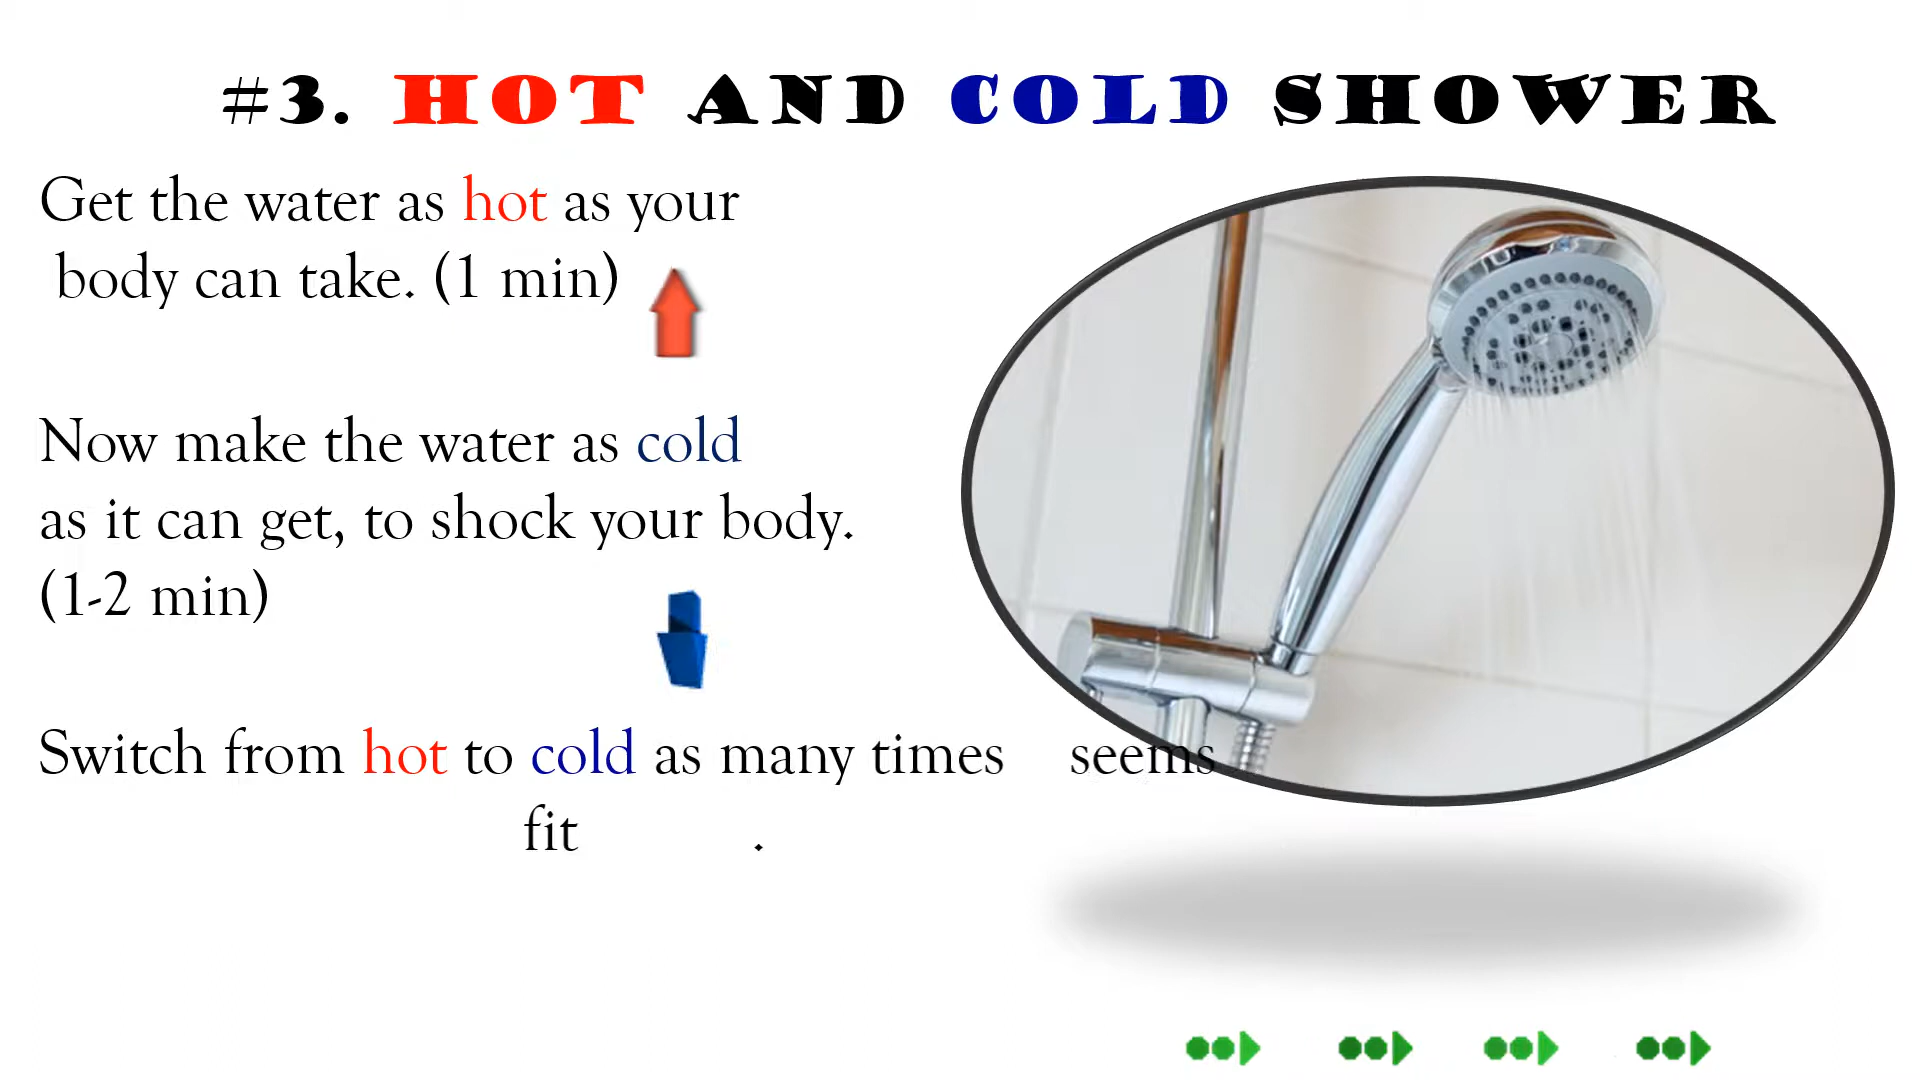 #3. HOT AND COLD SHOWER
Get the water as hot as your
body can take. (1 min)
Now make the water as cold
as it can get, to shock your body.
(1-2 min)
Switch from hot to cold as many times seems
fit .